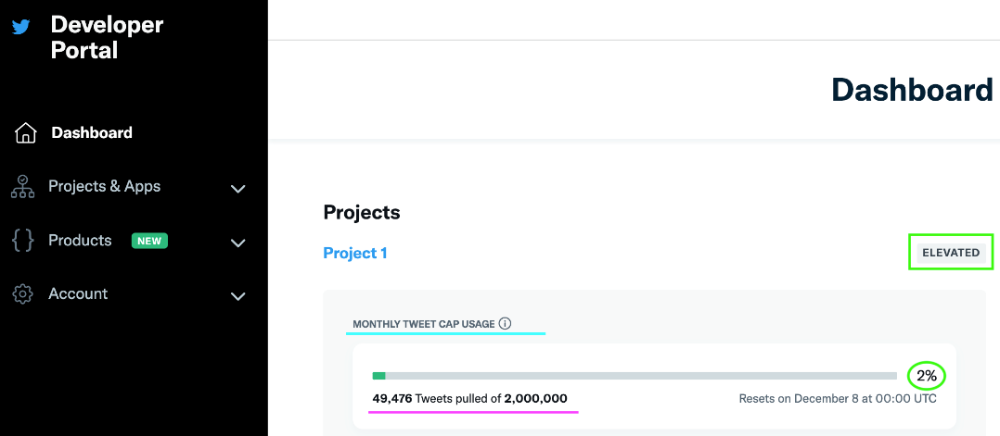 Developer
Portal
Dashboard
Dashboard
Projects & Apps
Products NEW
Account
Projects
Project 1
ELEVATED
MONTHLY TWEET CAP USAGE
2%
49,476 Tweets pulled of 2,000,000
Resets on December 8 at 00:00 UTC